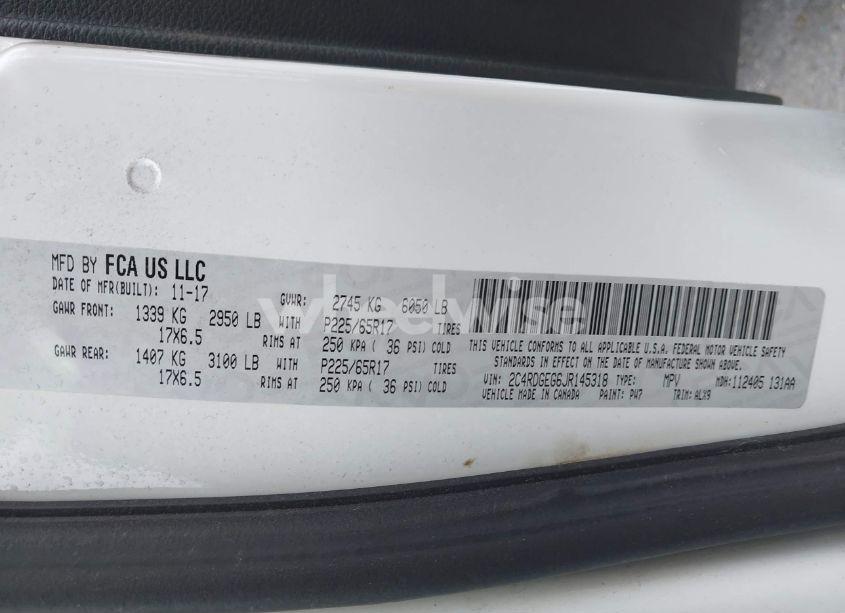 MFD BY FCA US LLC
DATE OF MFR(BUILT): 11-17 GVWR: 2745 KG 6050 LB
GAWR FRONT: 1339 KG 2950 LB WITH P225/65R17 TIRES
17X6.5 RIMS AT 250 KPA ( 36 PSI) COLD
GAWR REAR: 1407 KG 3100 LB WITH P225/65R17 TIRES
17X6.5 RIMS AT 250 KPA ( 36 PSI) COLD
THIS VEHICLE CONFORMS TO ALL APPLICABLE U.S.A. FEDERAL MOTOR VEHICLE SAFETY
STANDARDS IN EFFECT ON THE DATE OF MANUFACTURE SHOWN ABOVE.
VIN: 2C4RDGEG6JR145318 TYPE: MPV MDH:112405 131AA
VEHICLE MADE IN CANADA PAINT: PW7 TRIM: ALX9
wheelwise